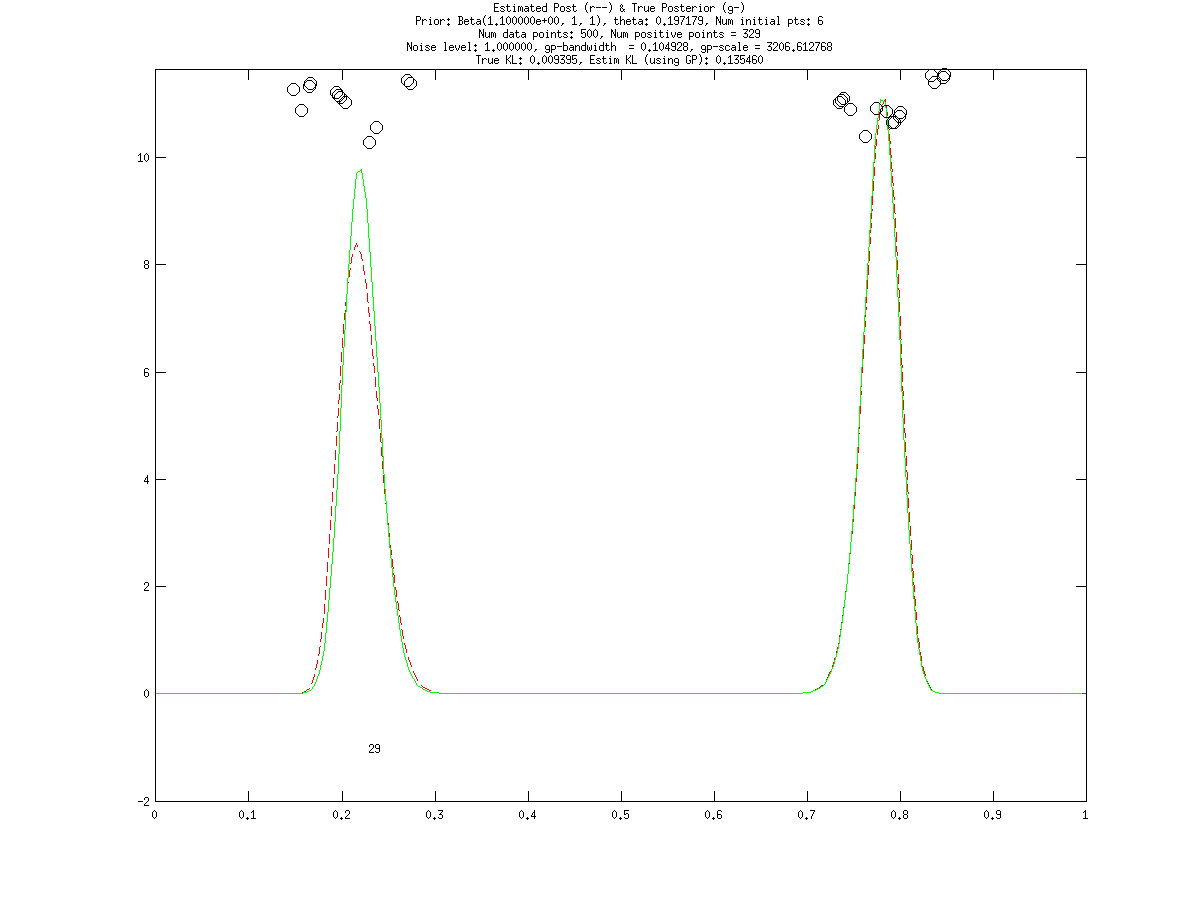 Estimated Post (r--) & True Posterior (g-)
Prior: Beta(1.100000e+00, 1, 1), theta: 0.197179, Num initial pts: 6
Num data points: 500, Num positive points = 329
Noise level: 1.000000, gp-bandwidth  = 0.104928, gp-scale = 3206.612768
True KL: 0.009395, Estim KL (using GP): 0.135460
10
8
6
4
2
0
29
-2
0 0.1 0.2 0.3 0.4 0.5 0.6 0.7 0.8 0.9 1